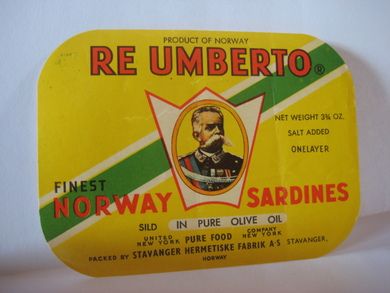 PRODUCT OF NORWAY
RE UMBERTO®
NET WEIGHT 3¾ OZ.
SALT ADDED
ONELAYER
FINEST
NORWAY SARDINES
SILD IN PURE OLIVE OIL
UNITED NEW YORK PURE FOOD COMPANY NEW YORK
PACKED BY STAVANGER HERMETISKE FABRIK A·S STAVANGER,
NORWAY